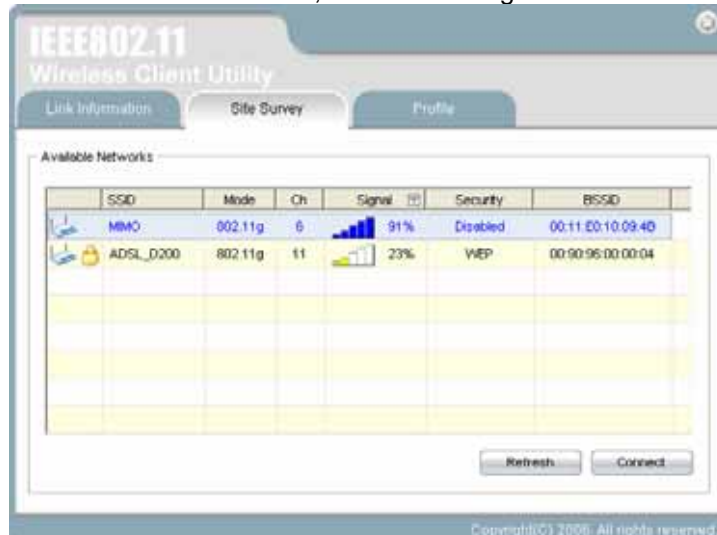 IEEE802.11
Wireless Client Utility
Link Information Site Survey Profile
Available Networks
SSID Mode Ch Signal Security BSSID
MIMO 802.11g 6 91% Disabled 00:11:E0:10:09:4B
ADSL_D200 802.11g 11 23% WEP 00:90:96:00:00:04
Refresh Connect
Copyright(C) 2006. All rights reserved